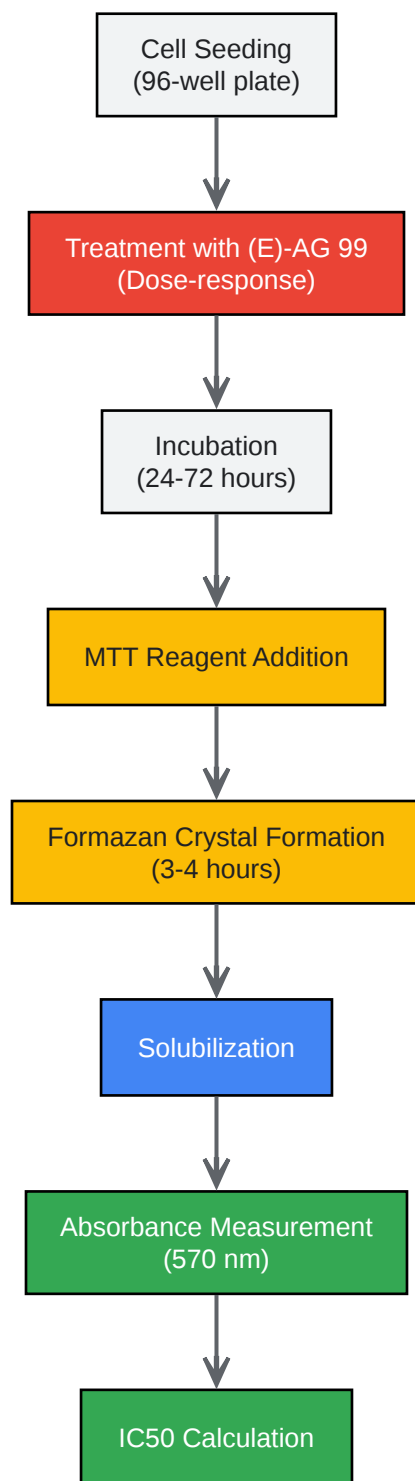 Cell Seeding
(96-well plate)
Treatment with (E)-AG 99
(Dose-response)
Incubation
(24-72 hours)
MTT Reagent Addition
Formazan Crystal Formation
(3-4 hours)
Solubilization
Absorbance Measurement
(570 nm)
IC50 Calculation